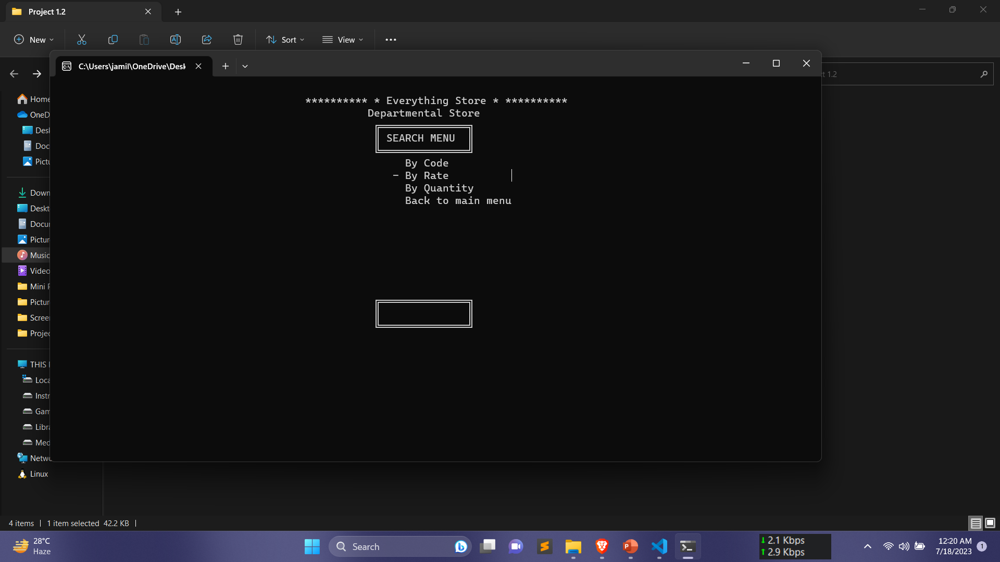 Project 1.2
New
Sort
View
C:\Users\jamil\OneDrive\Desk
t 1.2
********** * Everything Store * **********
Departmental Store
SEARCH MENU
By Code
- By Rate
By Quantity
Back to main menu
Home
OneD
Desk
Doc
Pictu
Down
Deskt
Docu
Pictur
Music
Video
Mini P
Pictur
Scree
Projec
THIS
Loca
Instr
Gam
Libra
Med
Netwo
Linux
4 items
1 item selected 42.2 KB
28°C
Haze
Search
2.1 Kbps
2.9 Kbps
12:20 AM
7/18/2023
1